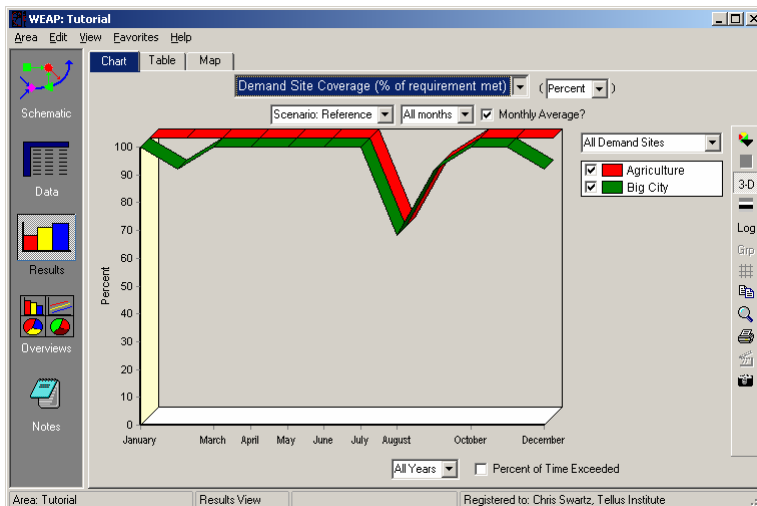 WEAP: Tutorial
Area Edit View Favorites Help
Chart Table Map
Demand Site Coverage (% of requirement met) ( Percent )
Scenario: Reference All months Monthly Average?
All Demand Sites
Agriculture
Big City
Schematic
Data
Results
Overviews
Notes
3-D
Log
Grp
Percent
100
90
80
70
60
50
40
30
20
10
0
January March April May June July August October December
All Years Percent of Time Exceeded
Area: Tutorial Results View Registered to: Chris Swartz, Tellus Institute